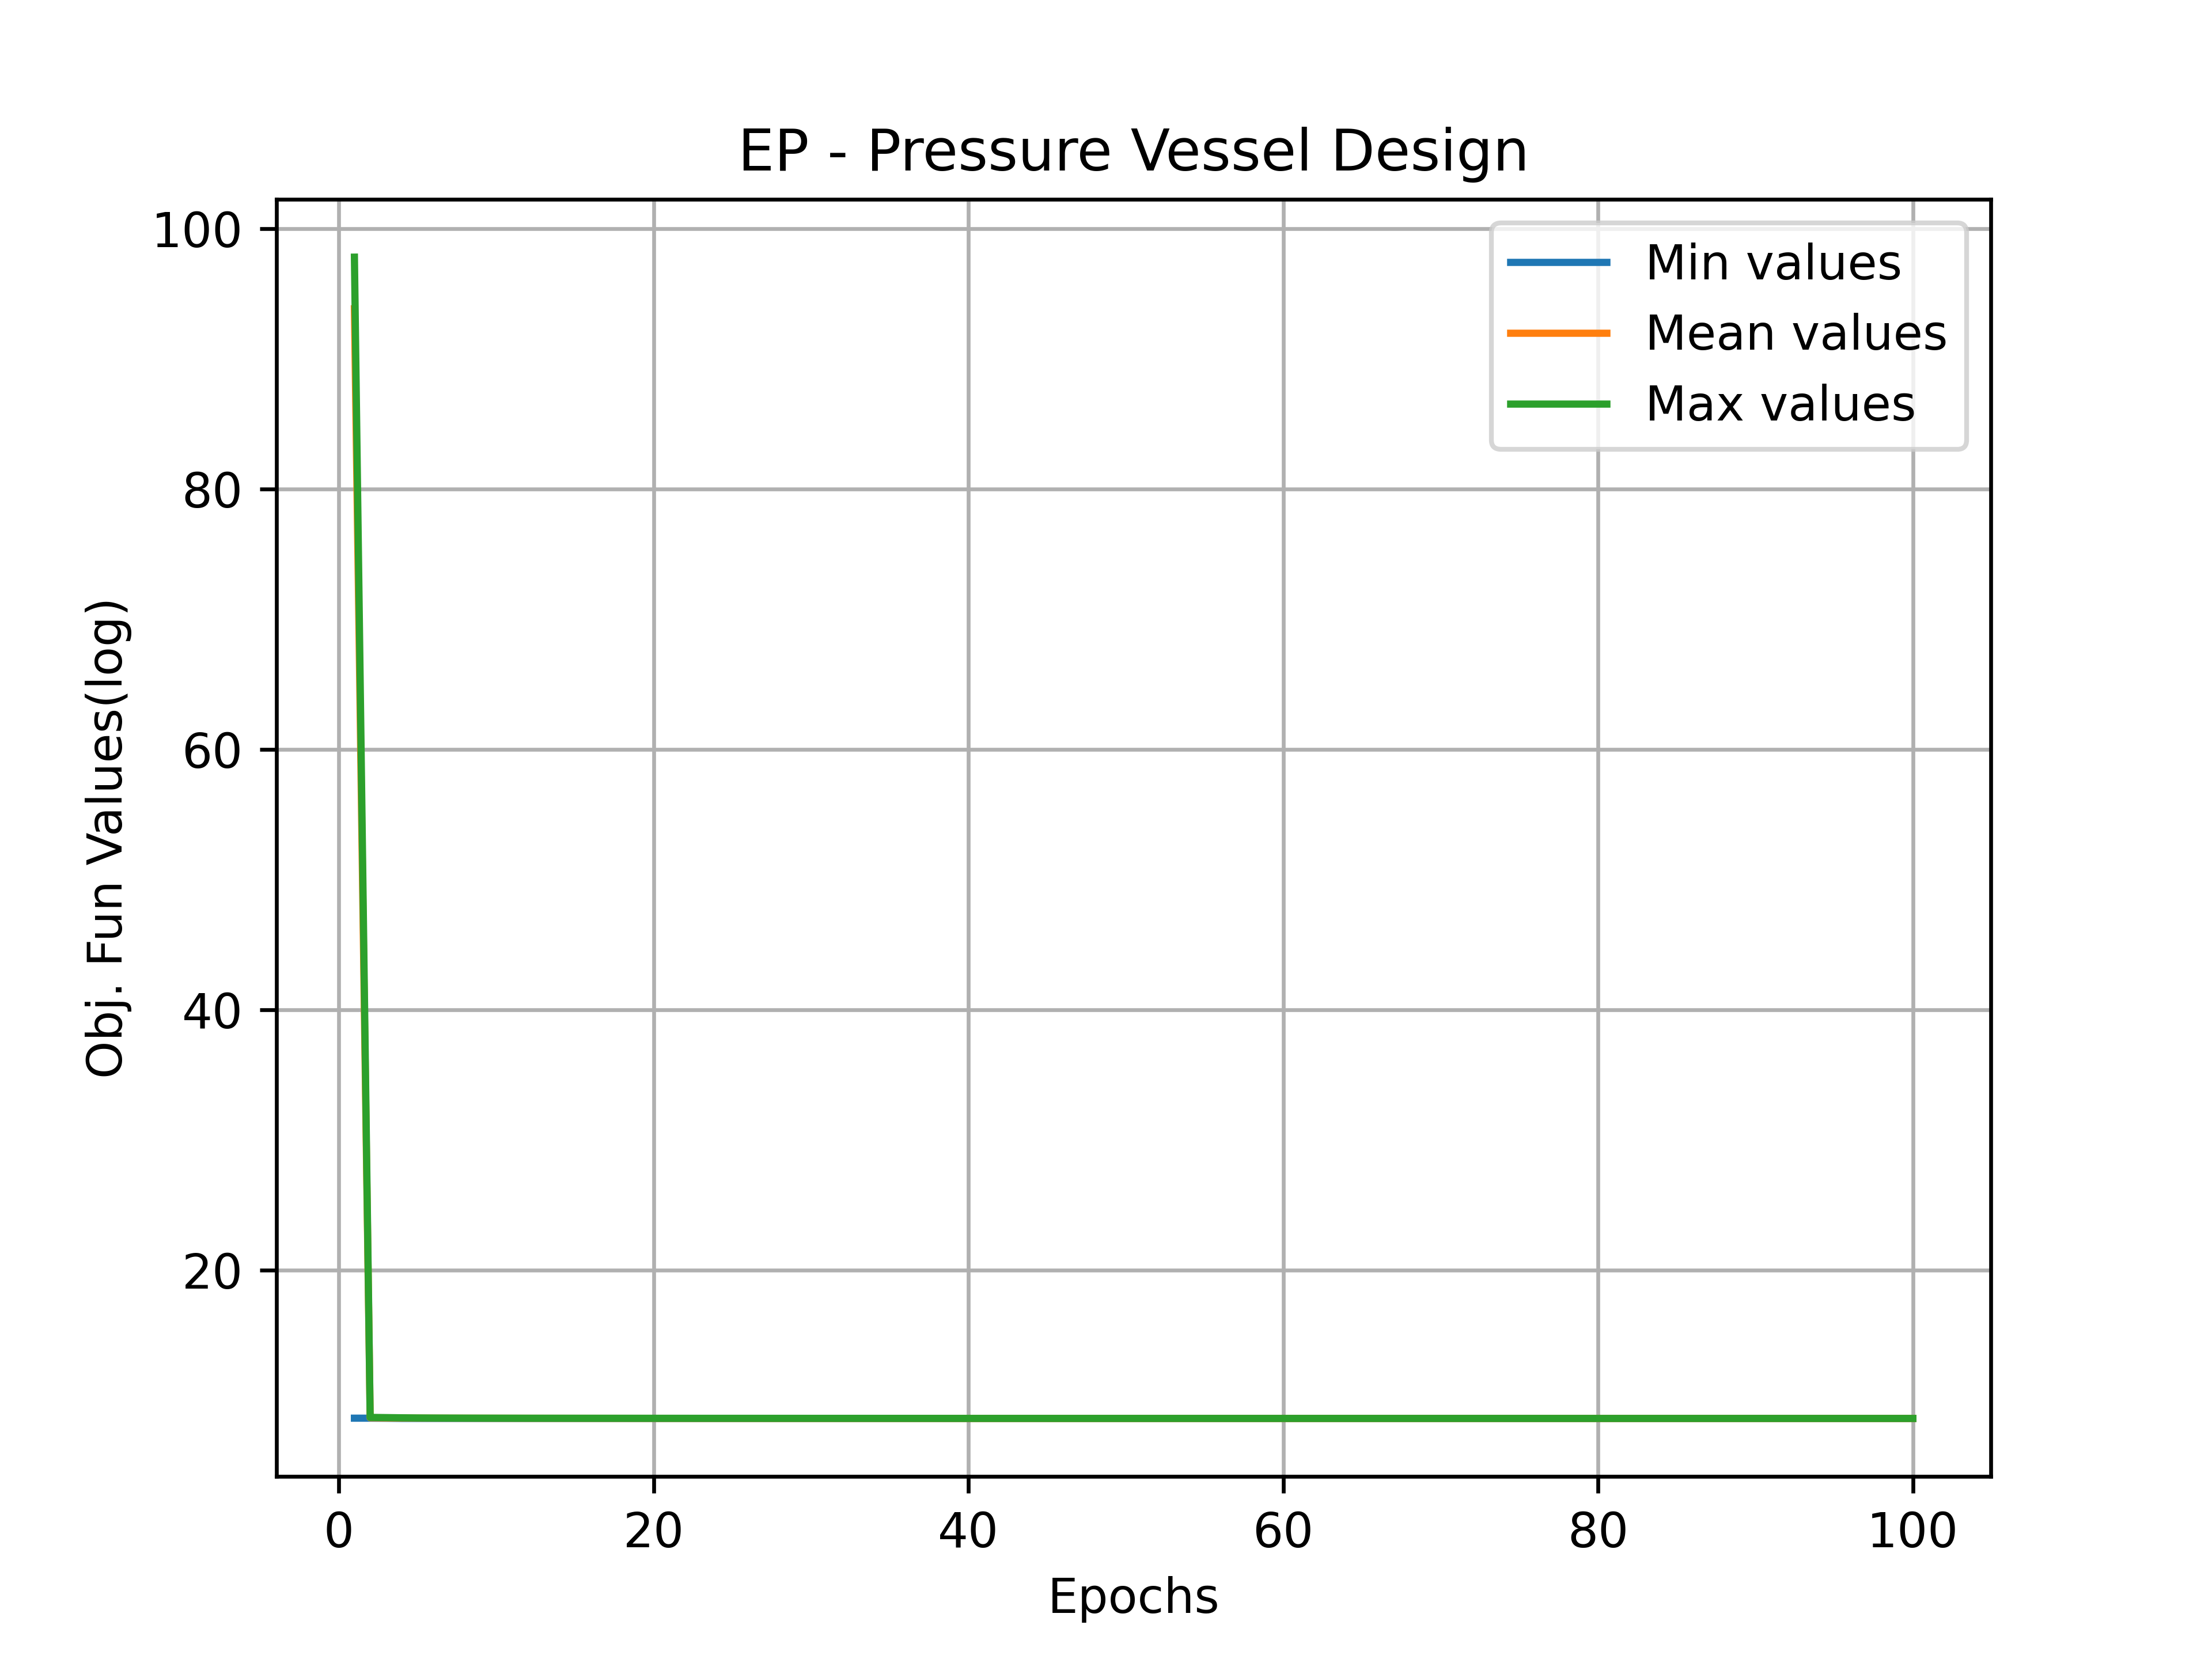 EP - Pressure Vessel Design
100
80
60
40
20
Obj. Fun Values(log)
Min values
Mean values
Max values
0 20 40 60 80 100
Epochs